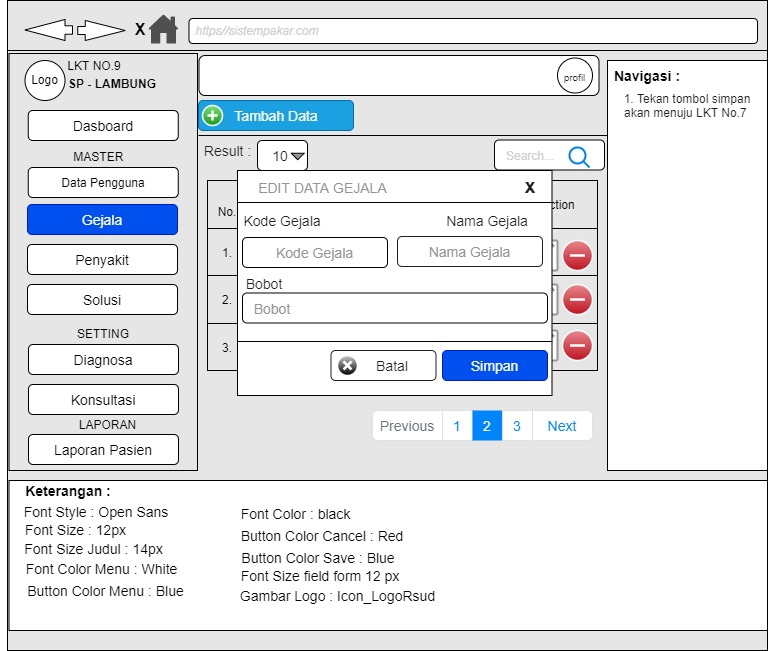 X
https//sistempakar.com
Logo
LKT NO.9
SP - LAMBUNG
Dasboard
MASTER
Data Pengguna
Gejala
Penyakit
Solusi
SETTING
Diagnosa
Konsultasi
LAPORAN
Laporan Pasien
profil
Tambah Data
Result :
10
Search...
No.
ction
1.
2.
3.
EDIT DATA GEJALA
X
Kode Gejala
Nama Gejala
Kode Gejala
Nama Gejala
Bobot
Bobot
Batal
Simpan
Previous
1
2
3
Next
Navigasi :
1. Tekan tombol simpan
akan menuju LKT No.7
Keterangan :
Font Style : Open Sans
Font Size : 12px
Font Size Judul : 14px
Font Color Menu : White
Button Color Menu : Blue
Font Color : black
Button Color Cancel : Red
Button Color Save : Blue
Font Size field form 12 px
Gambar Logo : Icon_LogoRsud